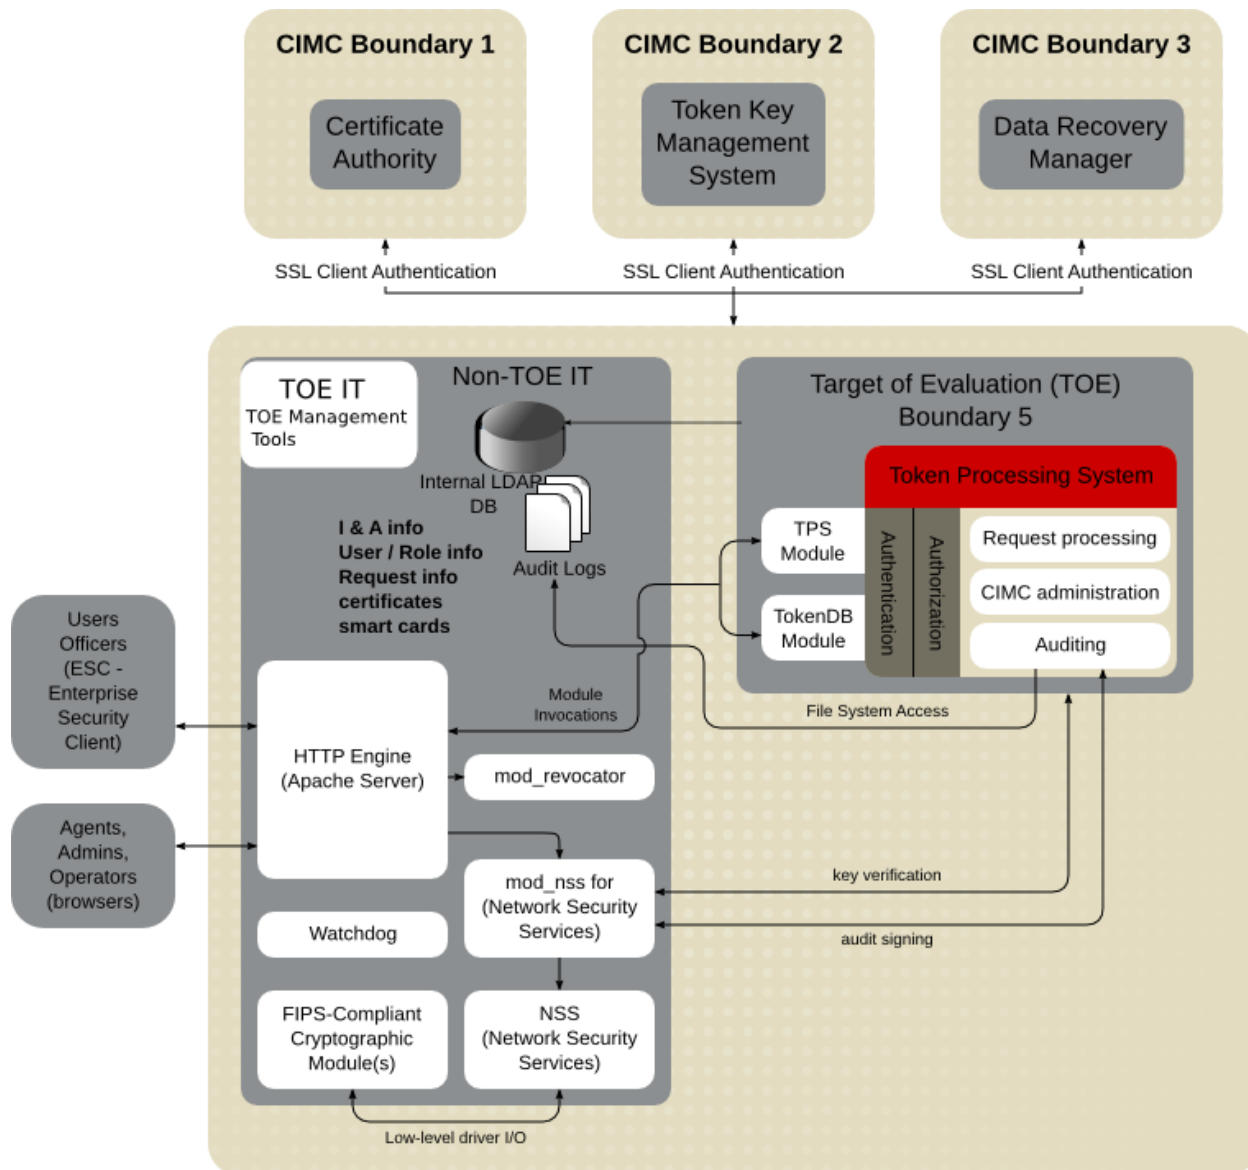 CIMC Boundary 1
CIMC Boundary 2
CIMC Boundary 3
Certificate
Authority
Token Key
Management
System
Data Recovery
Manager
SSL Client Authentication
SSL Client Authentication
SSL Client Authentication
TOE IT
TOE Management
Tools
Non-TOE IT
Internal LDAP
DB
I & A info
User / Role info
Request info
certificates
smart cards
Audit Logs
Target of Evaluation (TOE)
Boundary 5
Token Processing System
TPS
Module
TokenDB
Module
Authentication
Authorization
Request processing
CIMC administration
Auditing
Users
Officers
(ESC -
Enterprise
Security
Client)
Agents,
Admins,
Operators
(browsers)
HTTP Engine
(Apache Server)
Module
Invocations
File System Access
mod_revocator
mod_nss for
(Network Security
Services)
key verification
audit signing
Watchdog
FIPS-Compliant
Cryptographic
Module(s)
NSS
(Network Security
Services)
Low-level driver I/O